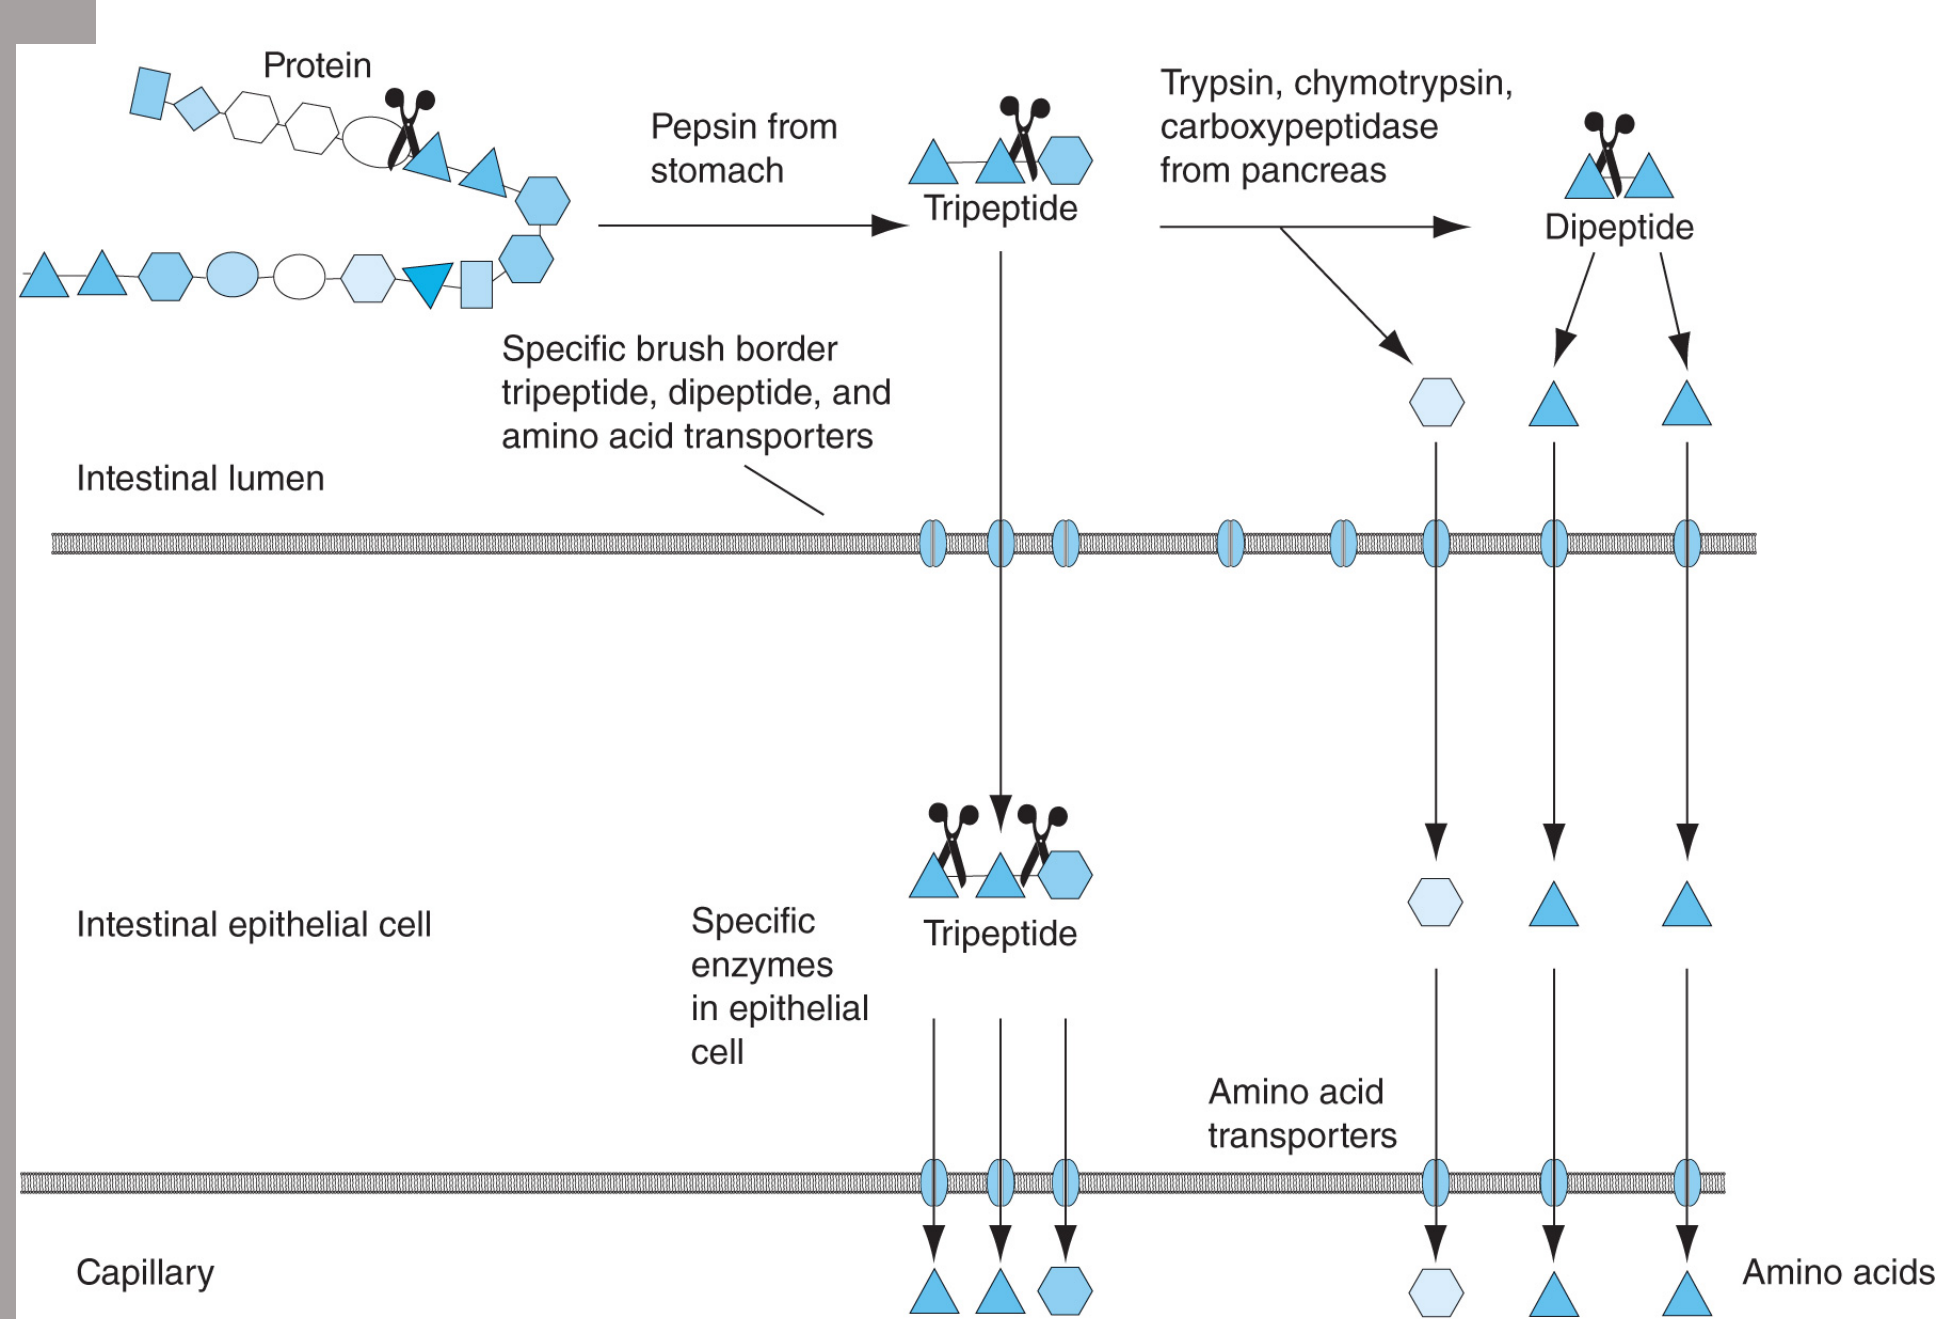 Protein
Pepsin from
stomach
Tripeptide
Trypsin, chymotrypsin,
carboxypeptidase
from pancreas
Dipeptide
Specific brush border
tripeptide, dipeptide, and
amino acid transporters
Intestinal lumen
Intestinal epithelial cell
Specific
enzymes
in epithelial
cell
Tripeptide
Amino acid
transporters
Capillary
Amino acids